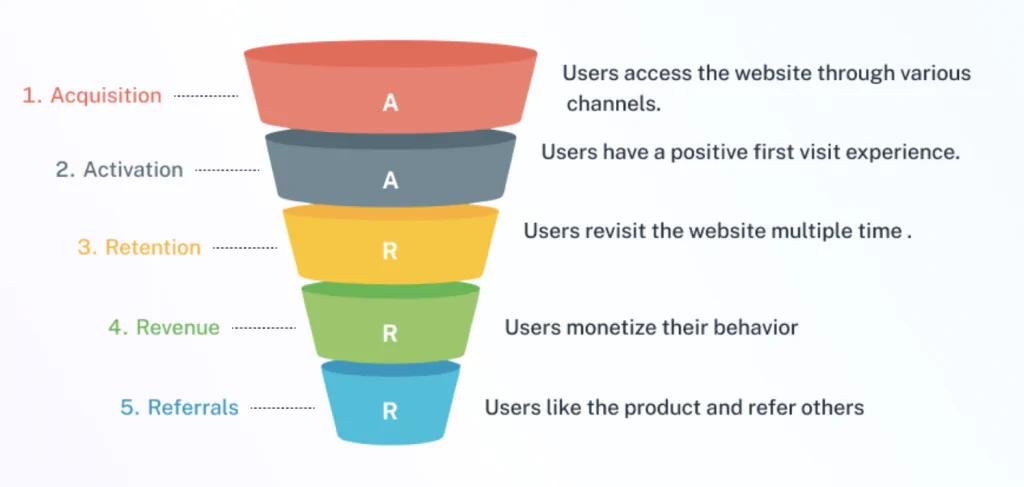 1. Acquisition
A
Users access the website through various
channels.
2. Activation
A
Users have a positive first visit experience.
3. Retention
R
Users revisit the website multiple time .
4. Revenue
R
Users monetize their behavior
5. Referrals
R
Users like the product and refer others